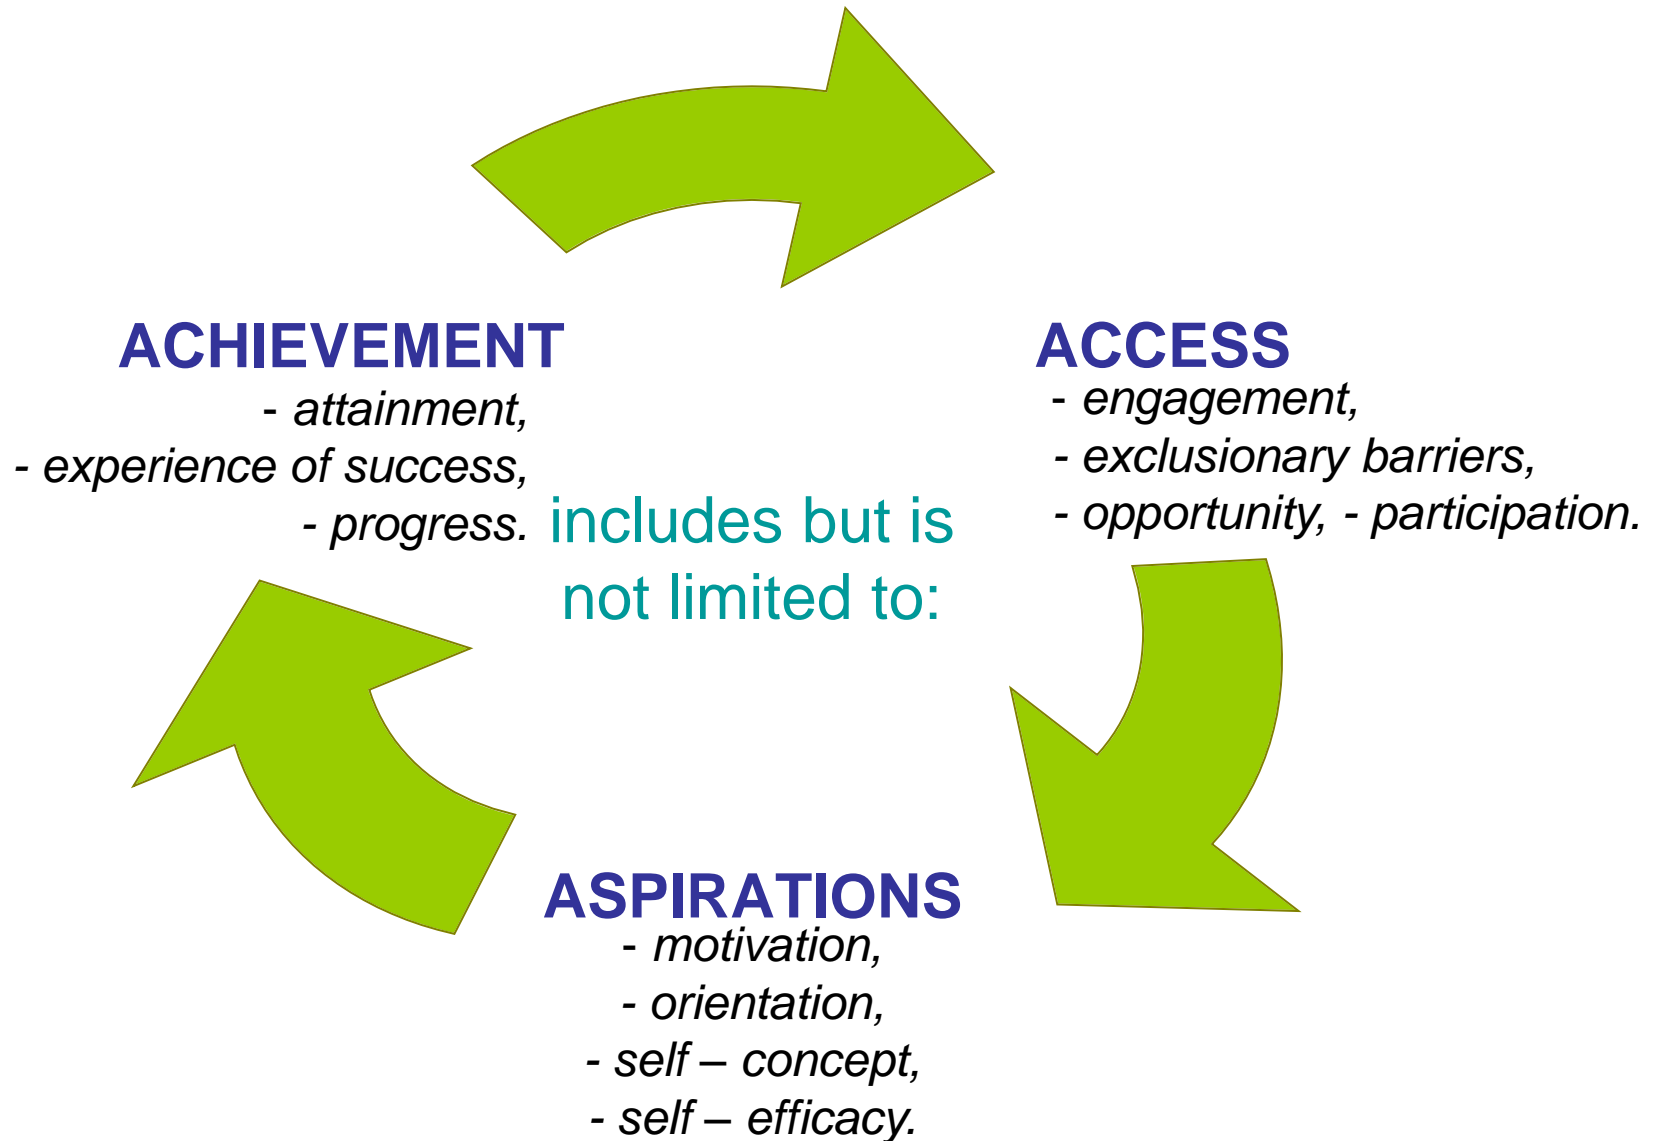 ACHIEVEMENT
- attainment,
- experience of success,
- progress.
ACCESS
- engagement,
- exclusionary barriers,
- opportunity, - participation.
includes but is
not limited to:
ASPIRATIONS
- motivation,
- orientation,
- self – concept,
- self – efficacy.